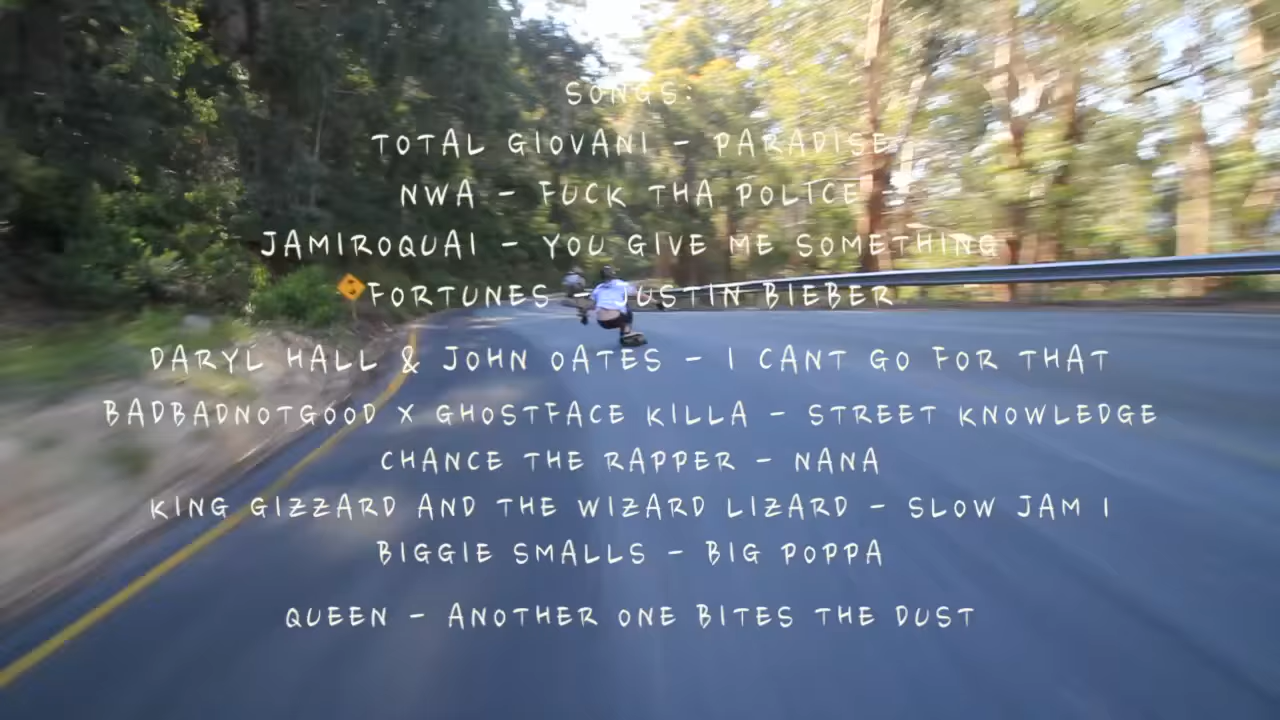 SONGS:
TOTAL GIOVANI - PARADISE
NWA - FUCK THA POLICE
JAMIROQUAI - YOU GIVE ME SOMETHING
FORTUNES - JUSTIN BIEBER
DARYL HALL & JOHN OATES - I CANT GO FOR THAT
BADBADNOTGOOD X GHOSTFACE KILLA - STREET KNOWLEDGE
CHANCE THE RAPPER - NANA
KING GIZZARD AND THE WIZARD LIZARD - SLOW JAM 1
BIGGIE SMALLS - BIG POPPA
QUEEN - ANOTHER ONE BITES THE DUST